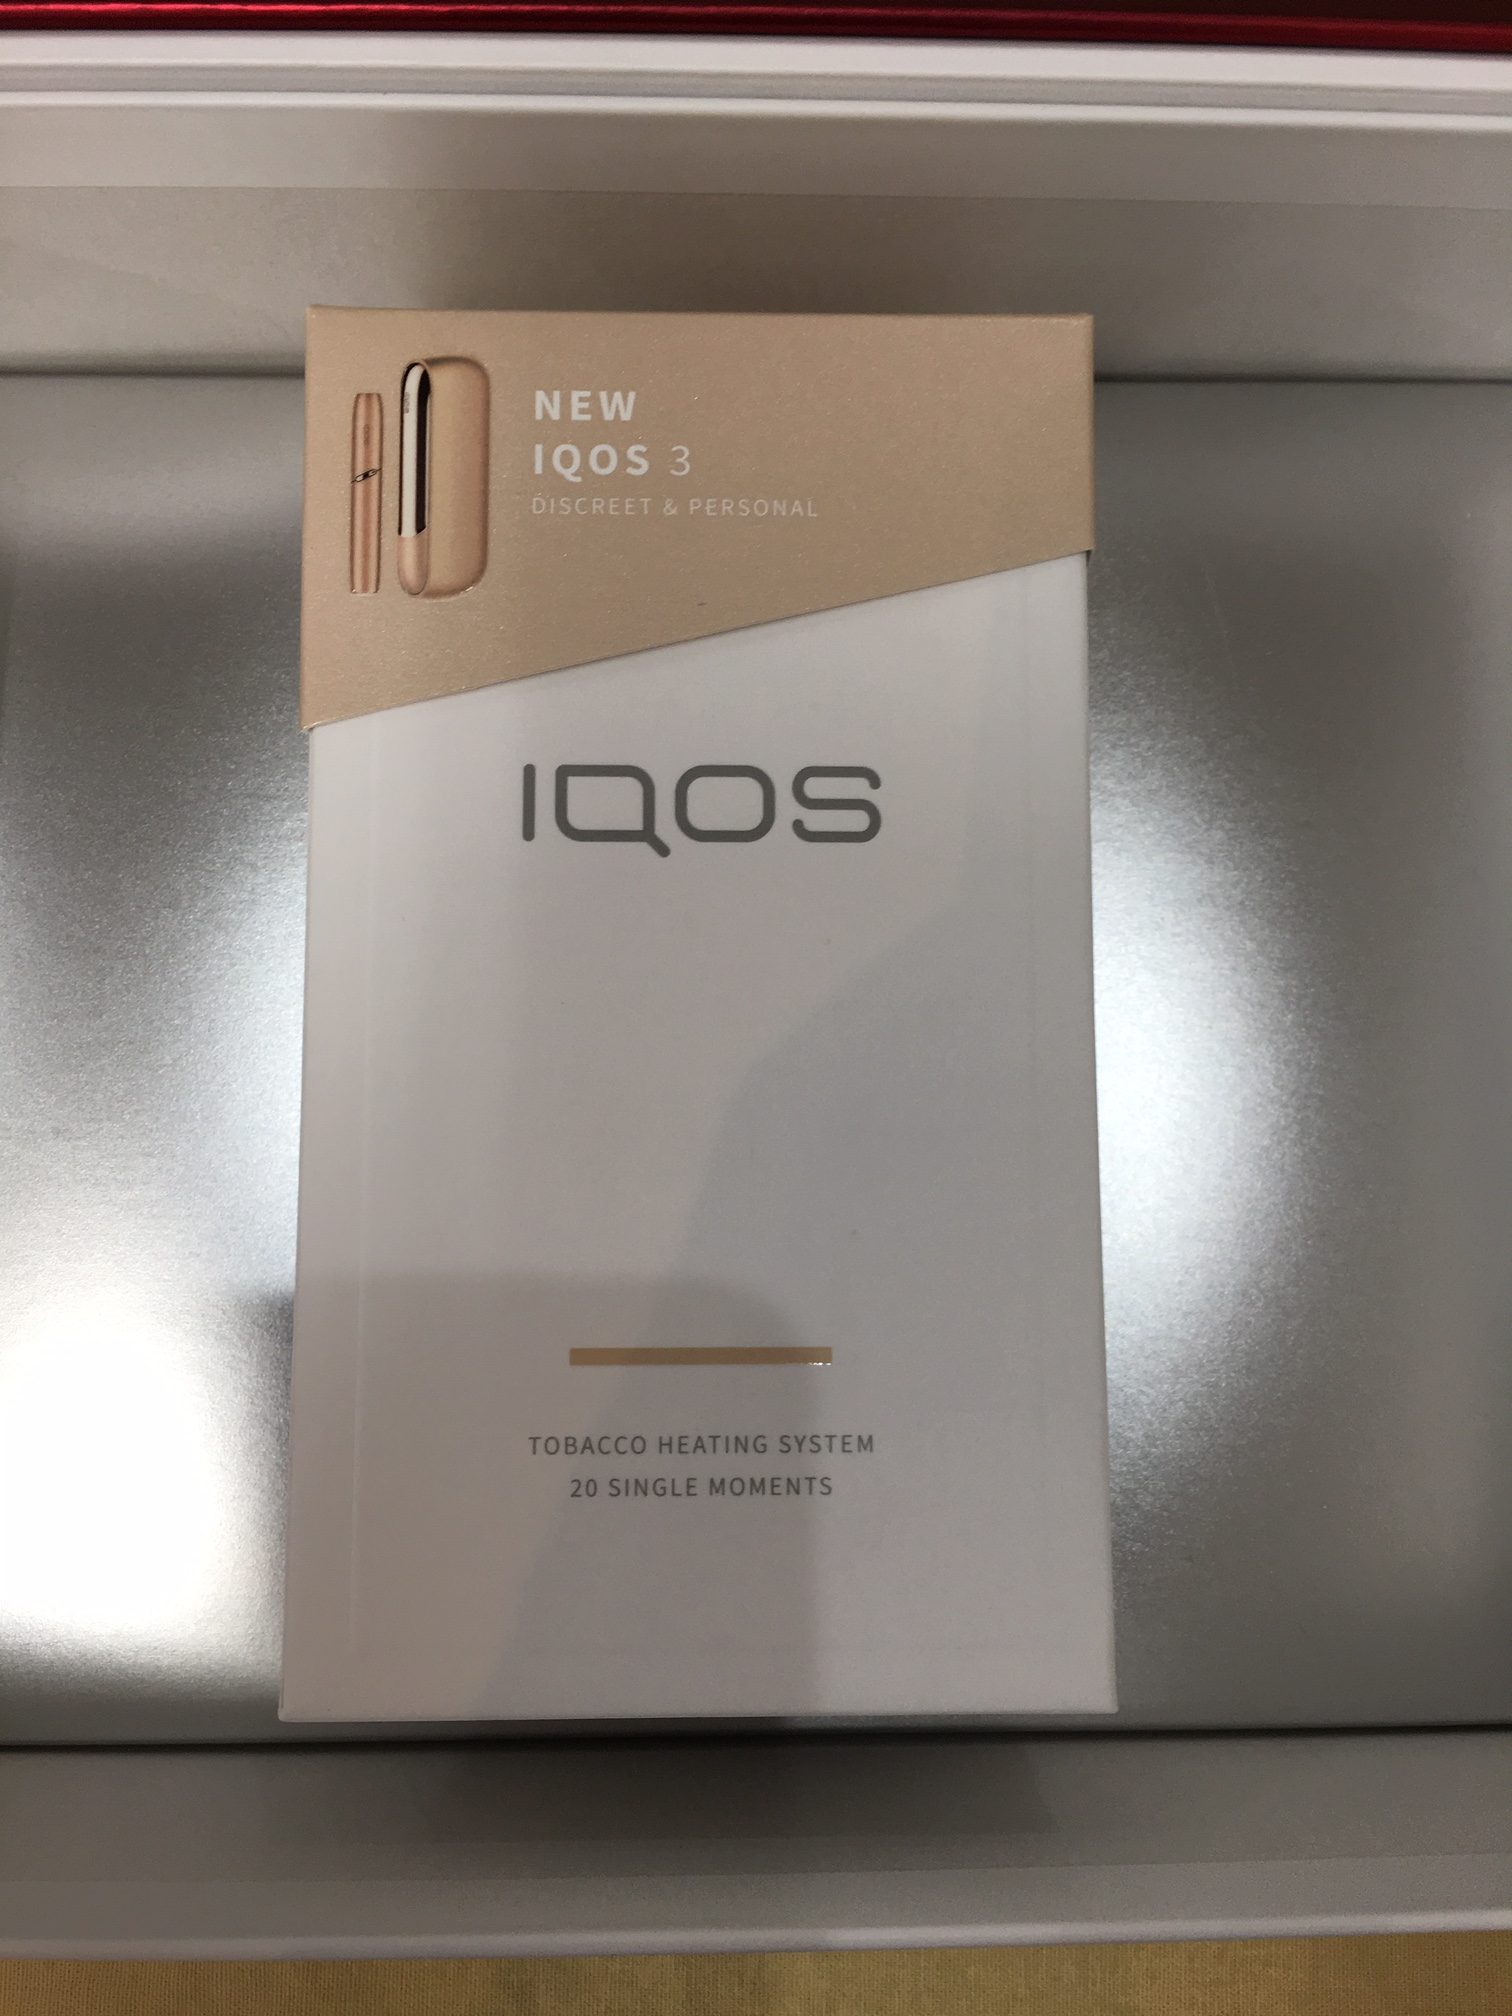 NEW
IQOS 3
DISCREET & PERSONAL
IQOS
TOBACCO HEATING SYSTEM
20 SINGLE MOMENTS